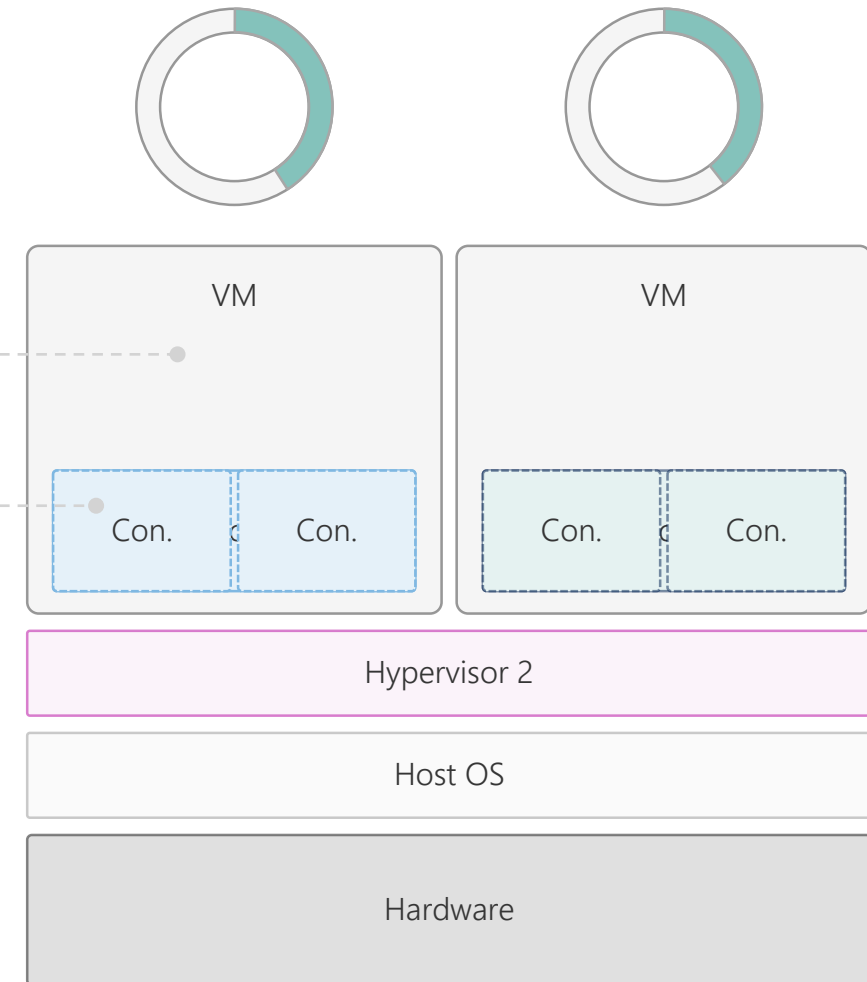 VM
VM
Con.
Con.
Con.
Con.
Hypervisor 2
Host OS
Hardware